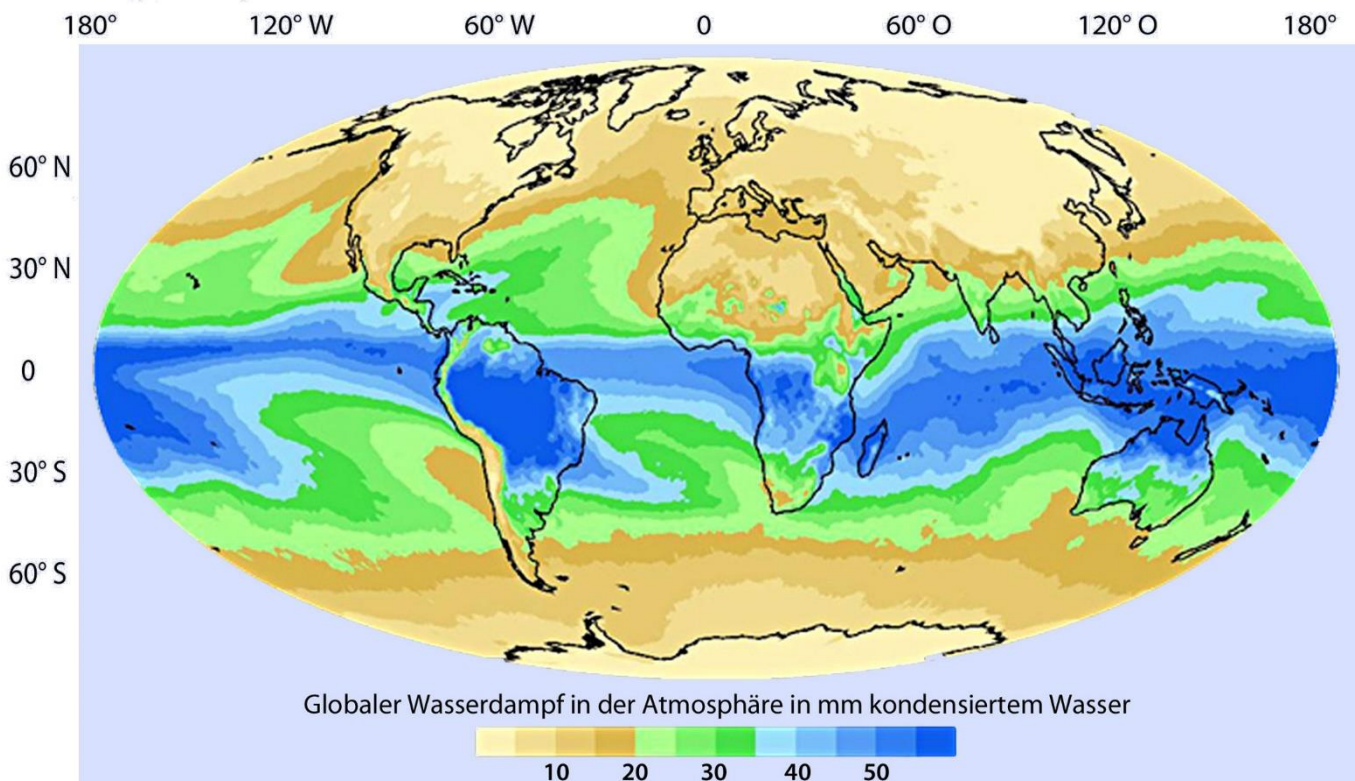 180° 120° W 60° W 0 60° O 120° O 180°
60° N
30° N
0
30° S
60° S
Globaler Wasserdampf in der Atmosphäre in mm kondensiertem Wasser
10 20 30 40 50